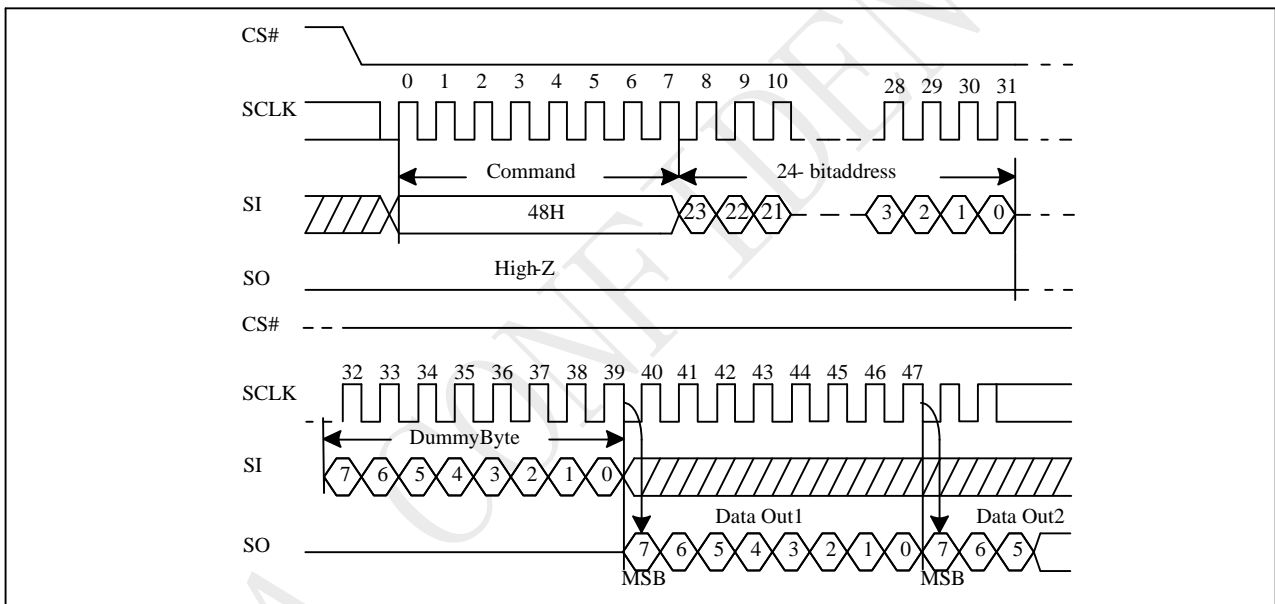 CS#
0 1 2 3 4 5 6 7 8 9 10 28 29 30 31
SCLK
Command 24- bitaddress
SI 48H 23 22 21 3 2 1 0
High-Z
SO
CS#
32 33 34 35 36 37 38 39 40 41 42 43 44 45 46 47
SCLK
DummyByte
SI 7 6 5 4 3 2 1 0
Data Out1 Data Out2
SO 7 6 5 4 3 2 1 0 7 6 5
MSB MSB